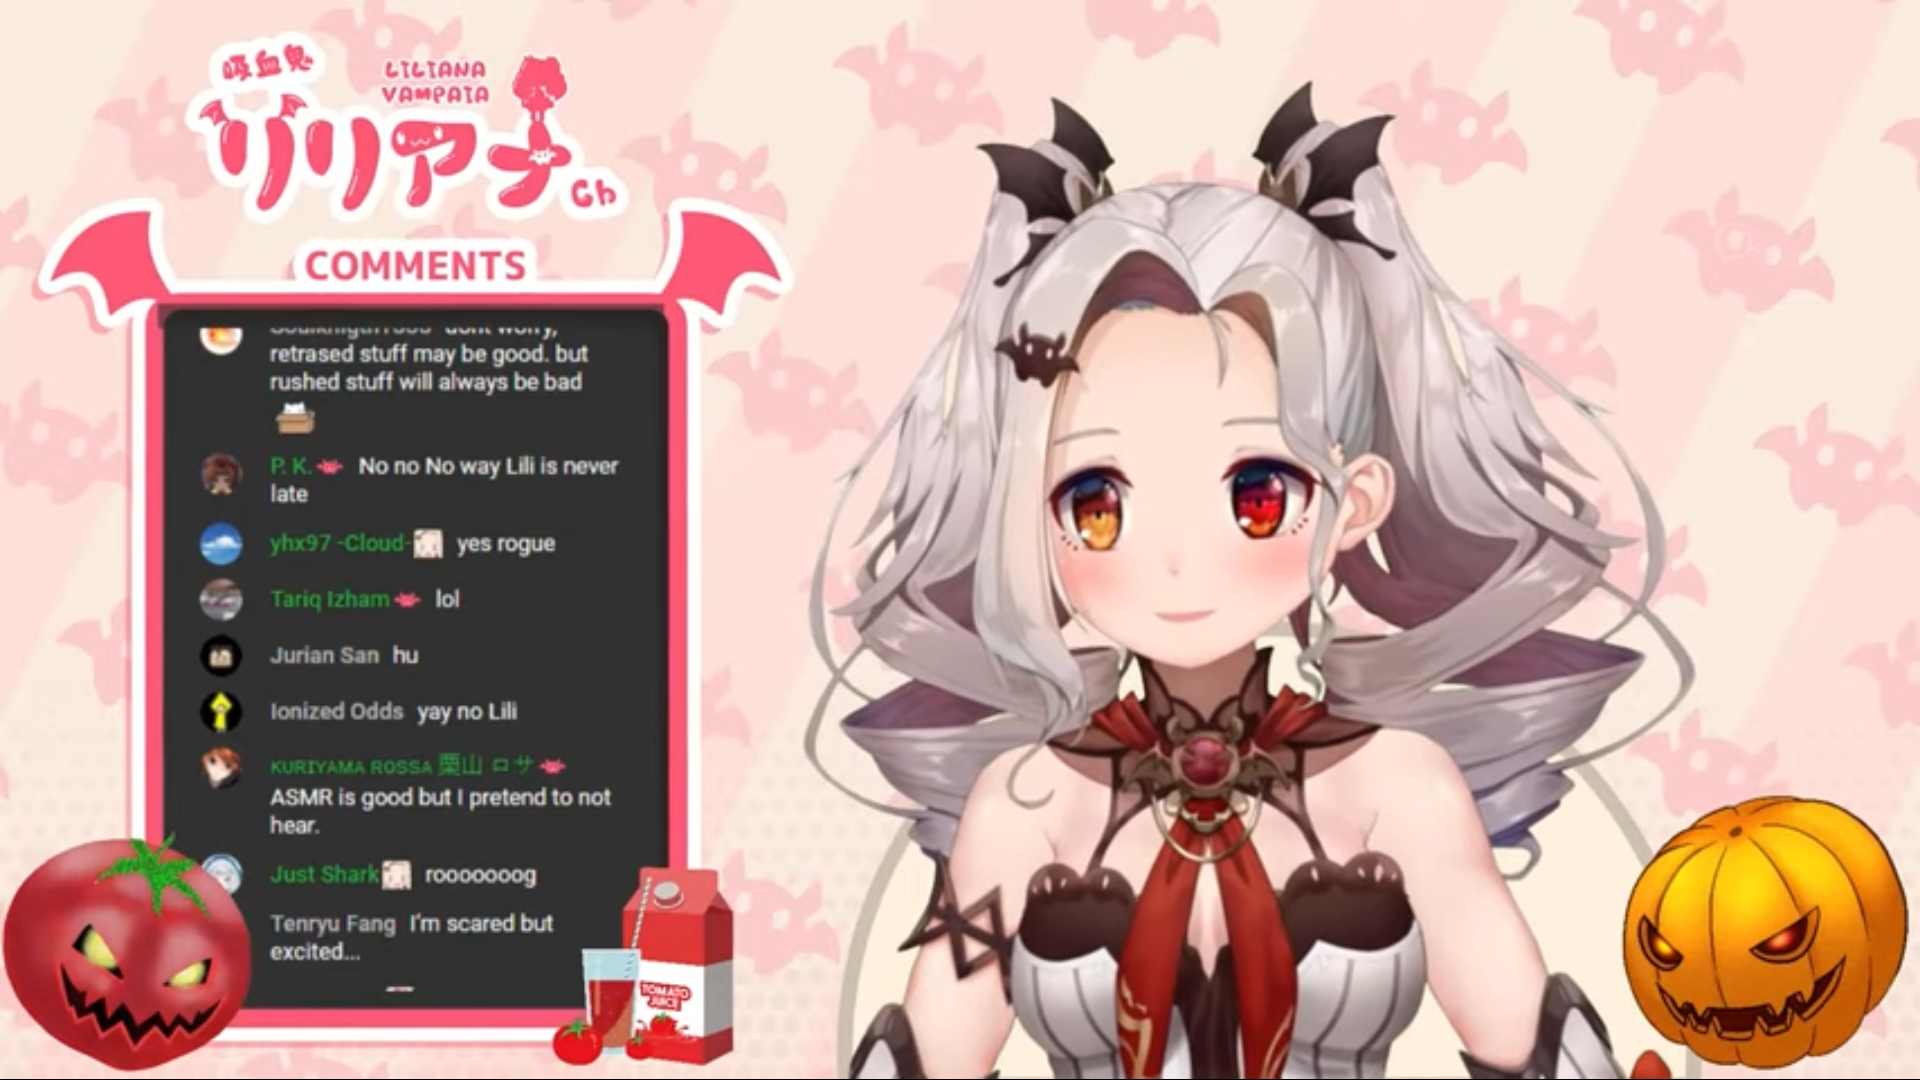 吸血鬼
LILIANA
VAMPAIA
リリアナ
Ch
COMMENTS
dont worry,
retrased stuff may be good. but
rushed stuff will always be bad
P. K. No no No way Lili is never
late
yhx97 -Cloud- yes rogue
Tariq Izham lol
Jurian San hu
Ionized Odds yay no Lili
KURIYAMA ROSSA 栗山 ロサ
ASMR is good but I pretend to not
hear.
Just Shark rooooooog
Tenryu Fang I'm scared but
excited...
TOMATO
JUICE